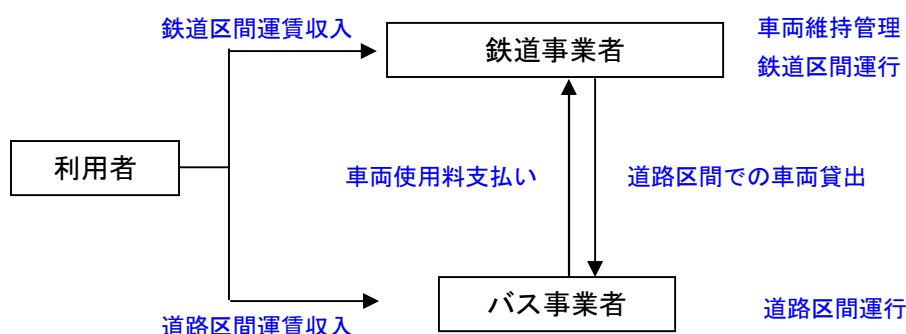 鉄道区間運賃収入
鉄道事業者
車両維持管理
鉄道区間運行
利用者
車両使用料支払い
道路区間での車両貸出
バス事業者
道路区間運行
道路区間運賃収入